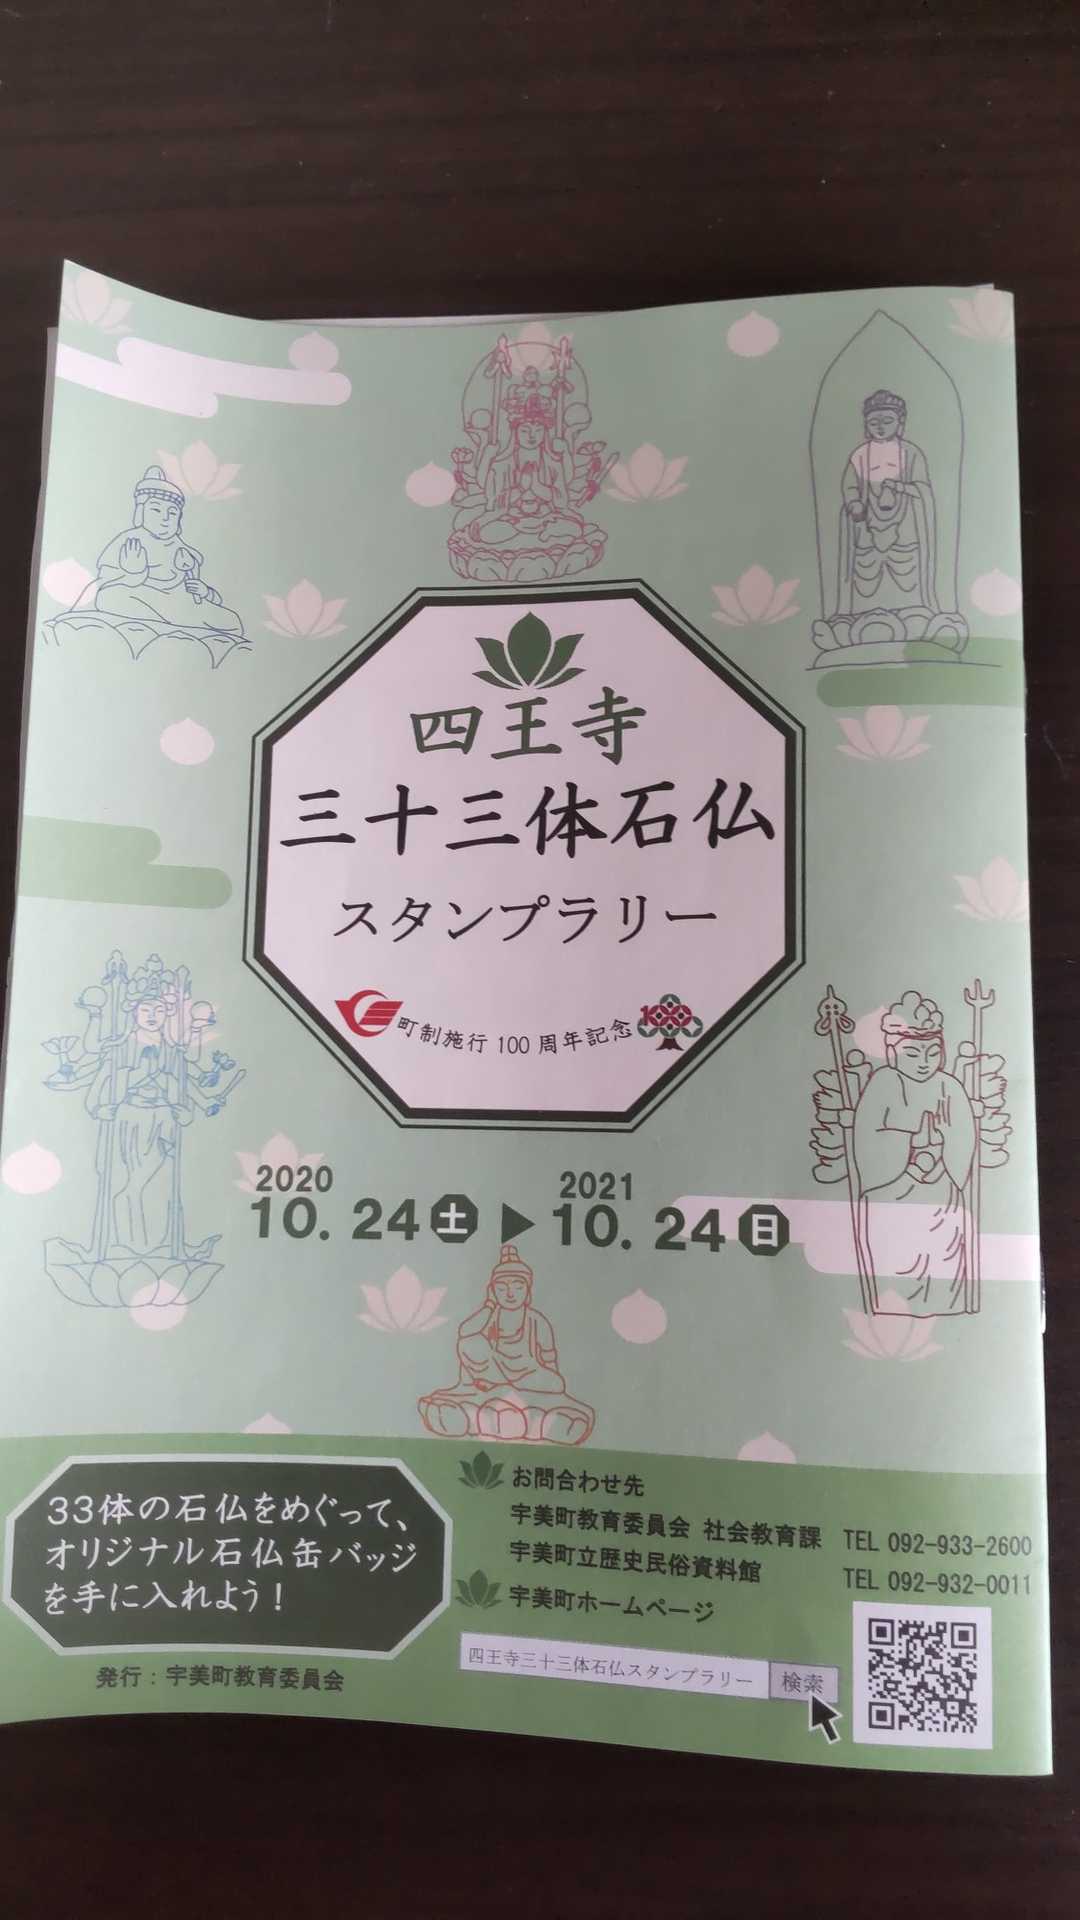 四王寺
三十三体石仏
スタンプラリー
町制施行100周年記念
100
2020
10.24土▶
2021
10.24日
33体の石仏をめぐって、
オリジナル石仏缶バッジ
を手に入れよう！
発行：宇美町教育委員会
お問合わせ先
宇美町教育委員会 社会教育課 TEL 092-933-2600
宇美町立歴史民俗資料館 TEL 092-932-0011
宇美町ホームページ
四王寺三十三体石仏スタンプラリー 検索